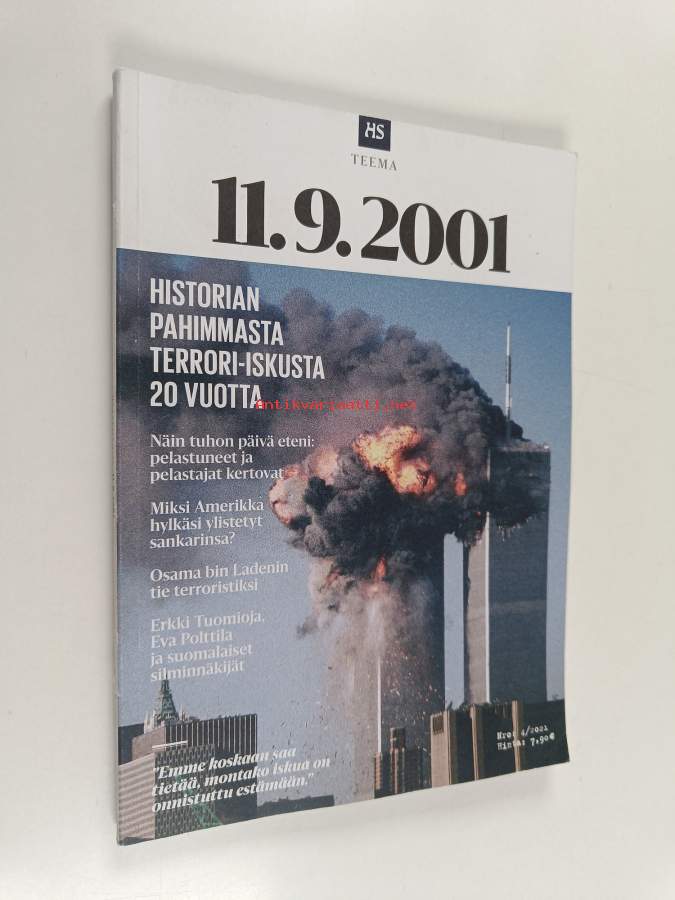 HS
TEEMA
11.9.2001
HISTORIAN
PAHIMMASTA
TERRORI-ISKUSTA
20 VUOTTA
antikvariaatti.net
Näin tuhon päivä eteni:
pelastuneet ja
pelastajat kertovat
Miksi Amerikka
hylkäsi ylistetyt
sankarinsa?
Osama bin Ladenin
tie terroristiksi
Erkki Tuomioja,
Eva Polttila
ja suomalaiset
silminnäkijät
Nro: 4/2021
Hinta: 7,90€
"Emme koskaan saa
tietää, montako iskua on
onnistuttu estämään."